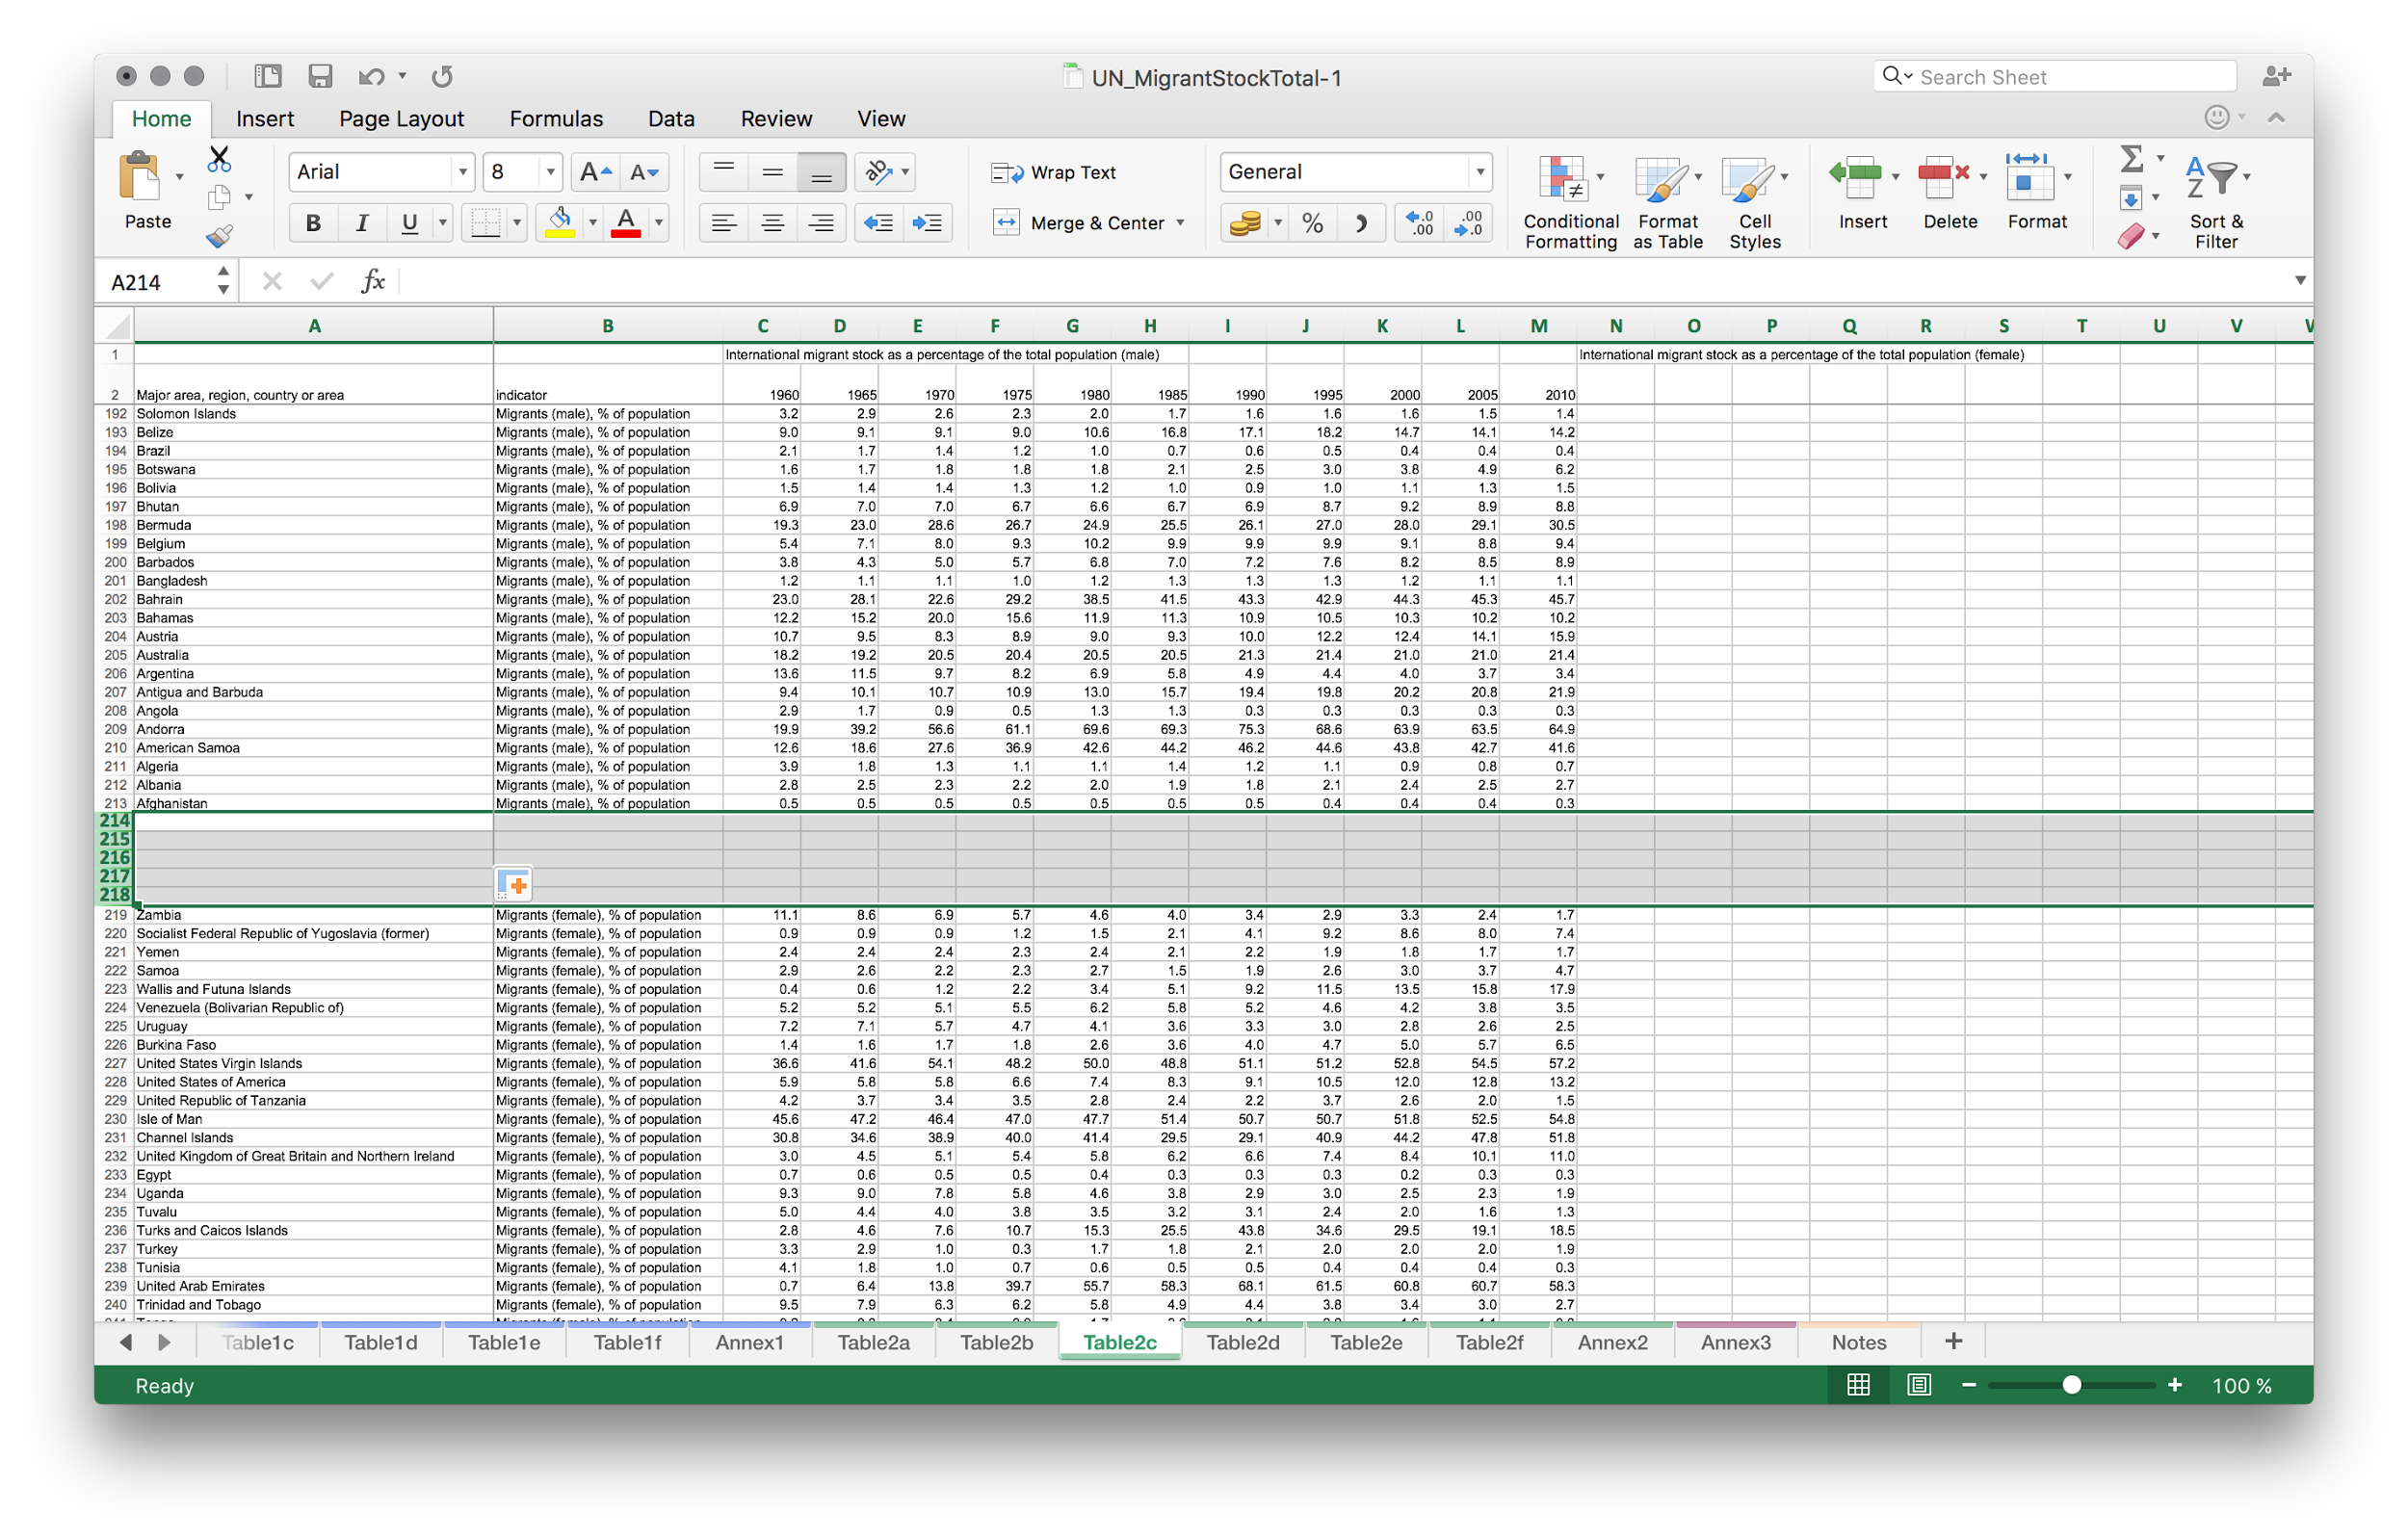 UN_MigrantStockTotal-1
Search Sheet
Home Insert Page Layout Formulas Data Review View
Paste
Arial 8
Wrap Text
General
B I U A
Merge & Center
%
Conditional Formatting
Format as Table
Cell Styles
Insert
Delete
Format
Sort & Filter
A214 fx
A B C D E F G H I J K L M N O P Q R S T U V
1 International migrant stock as a percentage of the total population (male) International migrant stock as a percentage of the total population (female)
2 Major area, region, country or area indicator 1960 1965 1970 1975 1980 1985 1990 1995 2000 2005 2010
192 Solomon Islands Migrants (male), % of population 3.2 2.9 2.6 2.3 2.0 1.7 1.6 1.6 1.6 1.5 1.4
193 Belize Migrants (male), % of population 9.0 9.1 9.1 9.0 10.6 16.8 17.1 18.2 14.7 14.1 14.2
194 Brazil Migrants (male), % of population 2.1 1.7 1.4 1.2 1.0 0.7 0.6 0.5 0.4 0.4 0.4
195 Botswana Migrants (male), % of population 1.6 1.7 1.8 1.8 1.8 2.1 2.5 3.0 3.8 4.9 6.2
196 Bolivia Migrants (male), % of population 1.5 1.4 1.4 1.3 1.2 1.0 0.9 1.0 1.1 1.3 1.5
197 Bhutan Migrants (male), % of population 6.9 7.0 7.0 6.7 6.6 6.7 6.9 8.7 9.2 8.9 8.8
198 Bermuda Migrants (male), % of population 19.3 23.0 28.6 26.7 24.9 25.5 26.1 27.0 28.0 29.1 30.5
199 Belgium Migrants (male), % of population 5.4 7.1 8.0 9.3 10.2 9.9 9.9 9.9 9.1 8.8 9.4
200 Barbados Migrants (male), % of population 3.8 4.3 5.0 5.7 6.8 7.0 7.2 7.6 8.2 8.5 8.9
201 Bangladesh Migrants (male), % of population 1.2 1.1 1.1 1.0 1.2 1.3 1.3 1.3 1.2 1.1 1.1
202 Bahrain Migrants (male), % of population 23.0 28.1 22.6 29.2 38.5 41.5 43.3 42.9 44.3 45.3 45.7
203 Bahamas Migrants (male), % of population 12.2 15.2 20.0 15.6 11.9 11.3 10.9 10.5 10.3 10.2 10.2
204 Austria Migrants (male), % of population 10.7 9.5 8.3 8.9 9.0 9.3 10.0 12.2 12.4 14.1 15.9
205 Australia Migrants (male), % of population 18.2 19.2 20.5 20.4 20.5 20.5 21.3 21.4 21.0 21.0 21.4
206 Argentina Migrants (male), % of population 13.6 11.5 9.7 8.2 6.9 5.8 4.9 4.4 4.0 3.7 3.4
207 Antigua and Barbuda Migrants (male), % of population 9.4 10.1 10.7 10.9 13.0 15.7 19.4 19.8 20.2 20.8 21.9
208 Angola Migrants (male), % of population 2.9 1.7 0.9 0.5 1.3 1.3 0.3 0.3 0.3 0.3 0.3
209 Andorra Migrants (male), % of population 19.9 39.2 56.6 61.1 69.6 69.3 75.3 68.6 63.9 63.5 64.9
210 American Samoa Migrants (male), % of population 12.6 18.6 27.6 36.9 42.6 44.2 46.2 44.6 43.8 42.7 41.6
211 Algeria Migrants (male), % of population 3.9 1.8 1.3 1.1 1.1 1.4 1.2 1.1 0.9 0.8 0.7
212 Albania Migrants (male), % of population 2.8 2.5 2.3 2.2 2.0 1.9 1.8 2.1 2.4 2.5 2.7
213 Afghanistan Migrants (male), % of population 0.5 0.5 0.5 0.5 0.5 0.5 0.5 0.4 0.4 0.4 0.3
214
215
216
217
218
219 Zambia Migrants (female), % of population 11.1 8.6 6.9 5.7 4.6 4.0 3.4 2.9 3.3 2.4 1.7
220 Socialist Federal Republic of Yugoslavia (former) Migrants (female), % of population 0.9 0.9 0.9 1.2 1.5 2.1 4.1 9.2 8.6 8.0 7.4
221 Yemen Migrants (female), % of population 2.4 2.4 2.4 2.3 2.4 2.1 2.2 1.9 1.8 1.7 1.7
222 Samoa Migrants (female), % of population 2.9 2.6 2.2 2.3 2.7 1.5 1.9 2.6 3.0 3.7 4.7
223 Wallis and Futuna Islands Migrants (female), % of population 0.4 0.6 1.2 2.2 3.4 5.1 9.2 11.5 13.5 15.8 17.9
224 Venezuela (Bolivarian Republic of) Migrants (female), % of population 5.2 5.2 5.1 5.5 6.2 5.8 5.2 4.6 4.2 3.8 3.5
225 Uruguay Migrants (female), % of population 7.2 7.1 5.7 4.7 4.1 3.6 3.3 3.0 2.8 2.6 2.5
226 Burkina Faso Migrants (female), % of population 1.4 1.6 1.7 1.8 2.6 3.6 4.0 4.7 5.0 5.7 6.5
227 United States Virgin Islands Migrants (female), % of population 36.6 41.6 54.1 48.2 50.0 48.8 51.1 51.2 52.8 54.5 57.2
228 United States of America Migrants (female), % of population 5.9 5.8 5.8 6.6 7.4 8.3 9.1 10.5 12.0 12.8 13.2
229 United Republic of Tanzania Migrants (female), % of population 4.2 3.7 3.4 3.5 2.8 2.4 2.2 3.7 2.6 2.0 1.5
230 Isle of Man Migrants (female), % of population 45.6 47.2 46.4 47.0 47.7 51.4 50.7 50.7 51.8 52.5 54.8
231 Channel Islands Migrants (female), % of population 30.8 34.6 38.9 40.0 41.4 29.5 29.1 40.9 44.2 47.8 51.8
232 United Kingdom of Great Britain and Northern Ireland Migrants (female), % of population 3.0 4.5 5.1 5.4 5.8 6.2 6.6 7.4 8.4 10.1 11.0
233 Egypt Migrants (female), % of population 0.7 0.6 0.5 0.5 0.4 0.3 0.3 0.3 0.2 0.3 0.3
234 Uganda Migrants (female), % of population 9.3 9.0 7.8 5.8 4.6 3.8 2.9 3.0 2.5 2.3 1.9
235 Tuvalu Migrants (female), % of population 5.0 4.4 4.0 3.8 3.5 3.2 3.1 2.4 2.0 1.6 1.3
236 Turks and Caicos Islands Migrants (female), % of population 2.8 4.6 7.6 10.7 15.3 25.5 43.8 34.6 29.5 19.1 18.5
237 Turkey Migrants (female), % of population 3.3 2.9 1.0 0.3 1.7 1.8 2.1 2.0 2.0 2.0 1.9
238 Tunisia Migrants (female), % of population 4.1 1.8 1.0 0.7 0.6 0.5 0.5 0.4 0.4 0.4 0.3
239 United Arab Emirates Migrants (female), % of population 0.7 6.4 13.8 39.7 55.7 58.3 68.1 61.5 60.8 60.7 58.3
240 Trinidad and Tobago Migrants (female), % of population 9.5 7.9 6.3 6.2 5.8 4.9 4.4 3.8 3.4 3.0 2.7
Table1c Table1d Table1e Table1f Annex1 Table2a Table2b Table2c Table2d Table2e Table2f Annex2 Annex3 Notes +
Ready 100 %